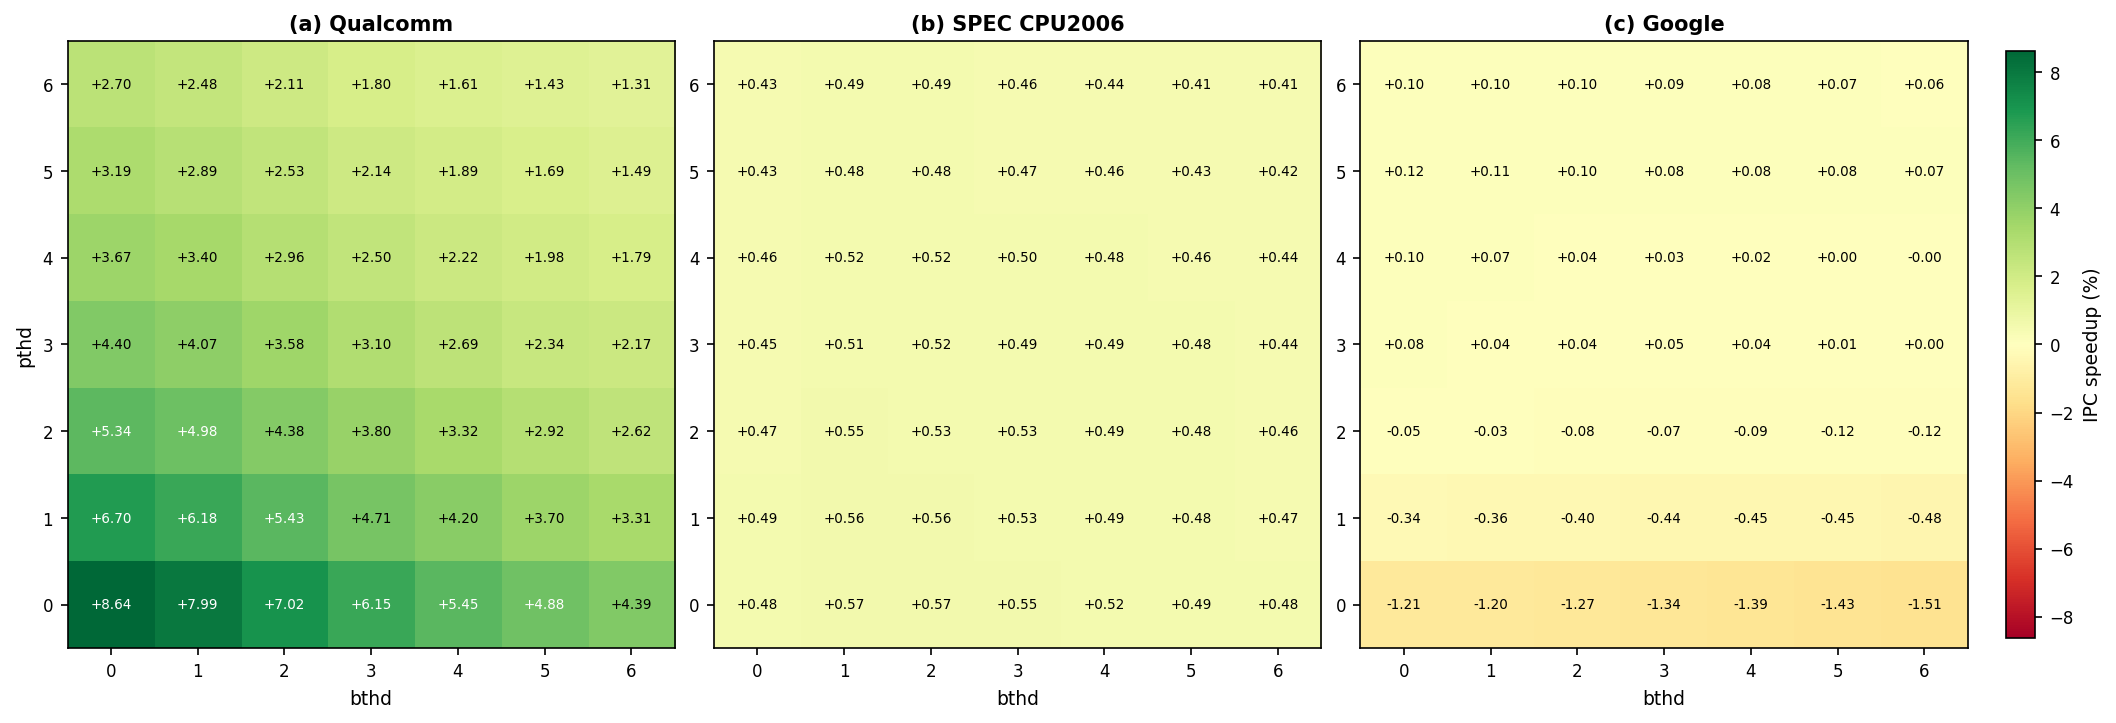 (a) Qualcomm (b) SPEC CPU2006 (c) Google
6 +2.70 +2.48 +2.11 +1.80 +1.61 +1.43 +1.31 6 +0.43 +0.49 +0.49 +0.46 +0.44 +0.41 +0.41 6 +0.10 +0.10 +0.10 +0.09 +0.08 +0.07 +0.06
5 +3.19 +2.89 +2.53 +2.14 +1.89 +1.69 +1.49 5 +0.43 +0.48 +0.48 +0.47 +0.46 +0.43 +0.42 5 +0.12 +0.11 +0.10 +0.08 +0.08 +0.08 +0.07
4 +3.67 +3.40 +2.96 +2.50 +2.22 +1.98 +1.79 4 +0.46 +0.52 +0.52 +0.50 +0.48 +0.46 +0.44 4 +0.10 +0.07 +0.04 +0.03 +0.02 +0.00 -0.00
3 +4.40 +4.07 +3.58 +3.10 +2.69 +2.34 +2.17 3 +0.45 +0.51 +0.52 +0.49 +0.49 +0.48 +0.44 3 +0.08 +0.04 +0.04 +0.05 +0.04 +0.01 +0.00
2 +5.34 +4.98 +4.38 +3.80 +3.32 +2.92 +2.62 2 +0.47 +0.55 +0.53 +0.53 +0.49 +0.48 +0.46 2 -0.05 -0.03 -0.08 -0.07 -0.09 -0.12 -0.12
1 +6.70 +6.18 +5.43 +4.71 +4.20 +3.70 +3.31 1 +0.49 +0.56 +0.56 +0.53 +0.49 +0.48 +0.47 1 -0.34 -0.36 -0.40 -0.44 -0.45 -0.45 -0.48
0 +8.64 +7.99 +7.02 +6.15 +5.45 +4.88 +4.39 0 +0.48 +0.57 +0.57 +0.55 +0.52 +0.49 +0.48 0 -1.21 -1.20 -1.27 -1.34 -1.39 -1.43 -1.51
0 1 2 3 4 5 6 0 1 2 3 4 5 6 0 1 2 3 4 5 6
bthd bthd bthd
pthd
8
6
4
2
0
−2
−4
−6
−8
IPC speedup (%)